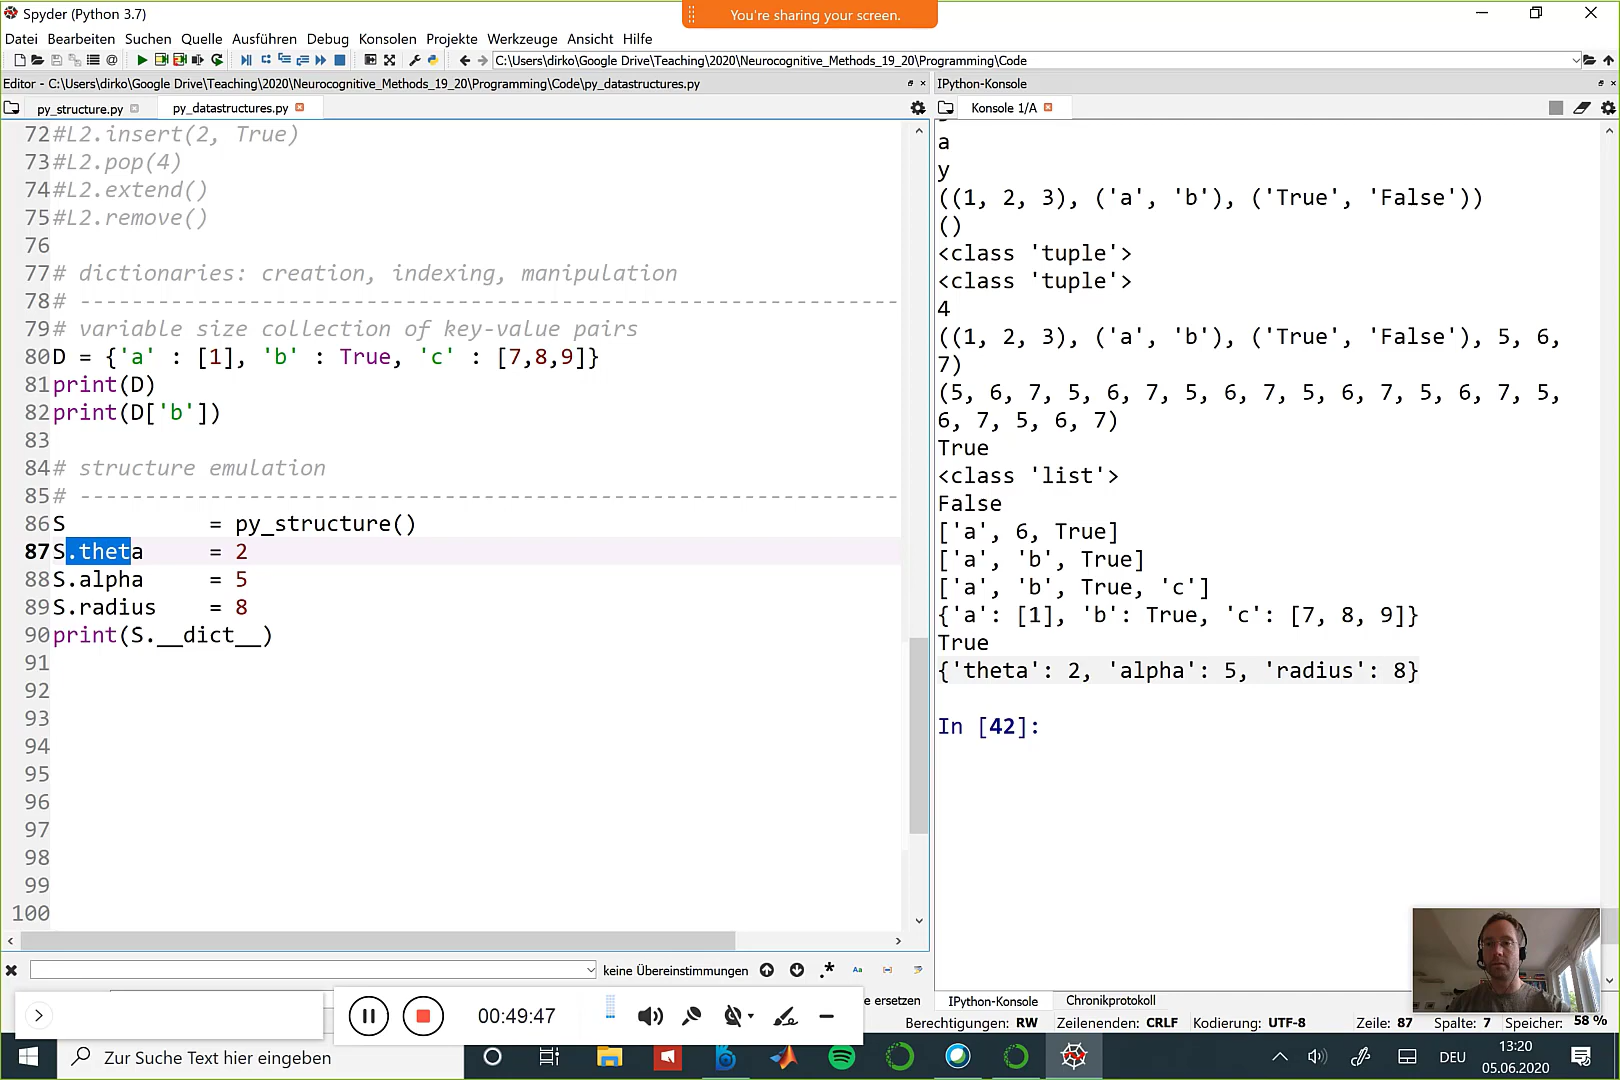 Spyder (Python 3.7)
You're sharing your screen.
Datei Bearbeiten Suchen Quelle Ausführen Debug Konsolen Projekte Werkzeuge Ansicht Hilfe
C:\Users\dirko\Google Drive\Teaching\2020\Neurocognitive_Methods_19_20\Programming\Code
Editor - C:\Users\dirko\Google Drive\Teaching\2020\Neurocognitive_Methods_19_20\Programming\Code\py_datastructures.py
py_structure.py py_datastructures.py
72 #L2.insert(2, True)
73 #L2.pop(4)
74 #L2.extend()
75 #L2.remove()
76
77 # dictionaries: creation, indexing, manipulation
78 # ---------------------------------------------------------------
79 # variable size collection of key-value pairs
80 D = {'a' : [1], 'b' : True, 'c' : [7,8,9]}
81 print(D)
82 print(D['b'])
83
84 # structure emulation
85 # ---------------------------------------------------------------
86 S = py_structure()
87 S.theta = 2
88 S.alpha = 5
89 S.radius = 8
90 print(S.__dict__)
91
92
93
94
95
96
97
98
99
100
keine Übereinstimmungen
e ersetzen
00:49:47
IPython-Konsole
Konsole 1/A
a
y
((1, 2, 3), ('a', 'b'), ('True', 'False'))
()
<class 'tuple'>
<class 'tuple'>
4
((1, 2, 3), ('a', 'b'), ('True', 'False'), 5, 6,
7)
(5, 6, 7, 5, 6, 7, 5, 6, 7, 5, 6, 7, 5, 6, 7, 5,
6, 7, 5, 6, 7)
True
<class 'list'>
False
['a', 6, True]
['a', 'b', True]
['a', 'b', True, 'c']
{'a': [1], 'b': True, 'c': [7, 8, 9]}
True
{'theta': 2, 'alpha': 5, 'radius': 8}
In [42]:
IPython-Konsole Chronikprotokoll
Berechtigungen: RW Zeilenenden: CRLF Kodierung: UTF-8 Zeile: 87 Spalte: 7 Speicher: 58 %
Zur Suche Text hier eingeben
DEU
13:20
05.06.2020